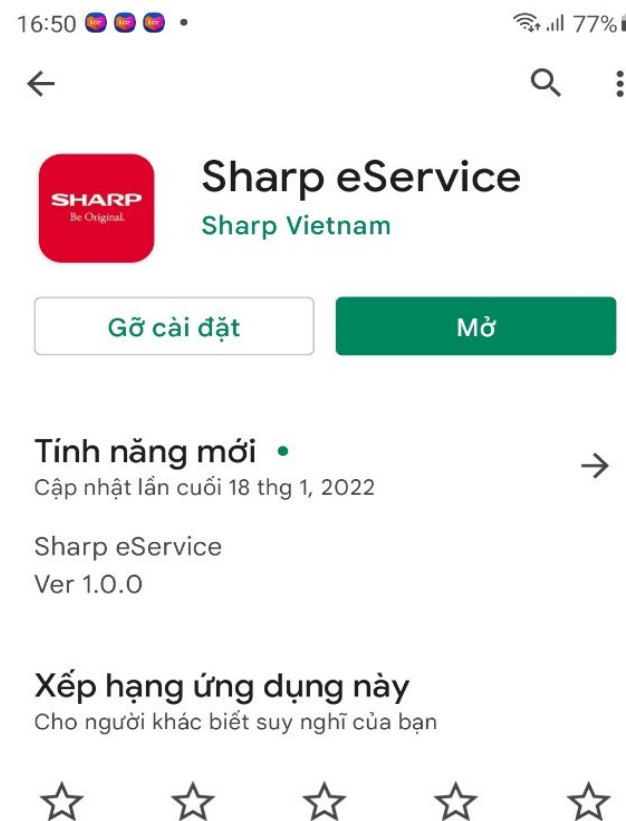 16:50 77%
Sharp eService
SHARP
Be Original.
Sharp Vietnam
Gỡ cài đặt Mở
Tính năng mới
Cập nhật lần cuối 18 thg 1, 2022
Sharp eService
Ver 1.0.0
Xếp hạng ứng dụng này
Cho người khác biết suy nghĩ của bạn